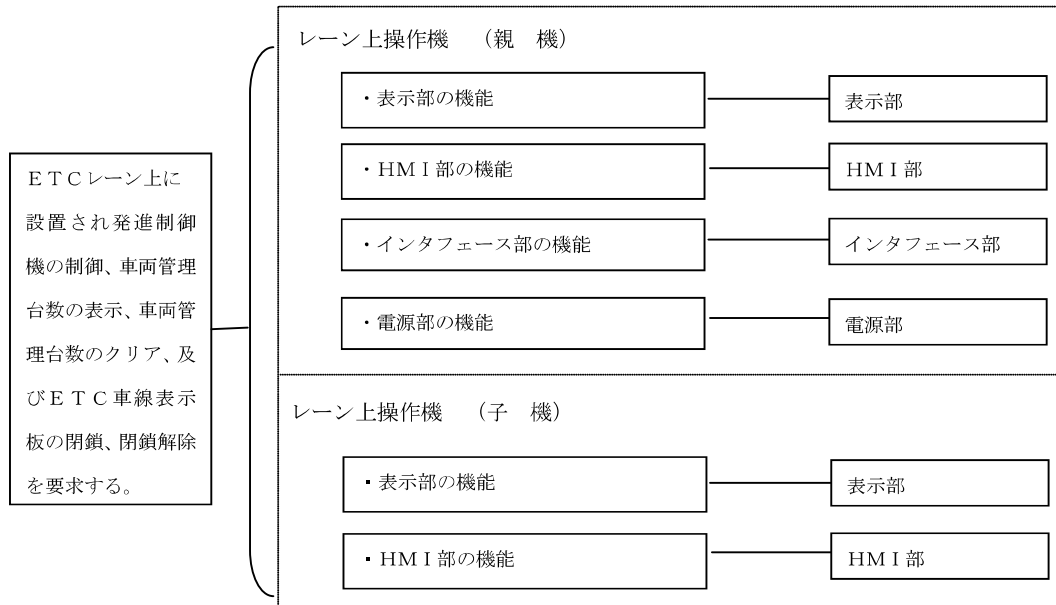 ＥＴＣレーン上に
設置され発進制御
機の制御、車両管理
台数の表示、車両管
理台数のクリア、及
びＥＴＣ車線表示
板の閉鎖、閉鎖解除
を要求する。
レーン上操作機　（親　機）
・表示部の機能
表示部
・ＨＭＩ部の機能
ＨＭＩ部
・インタフェース部の機能
インタフェース部
・電源部の機能
電源部
レーン上操作機　（子　機）
・表示部の機能
表示部
・ＨＭＩ部の機能
ＨＭＩ部